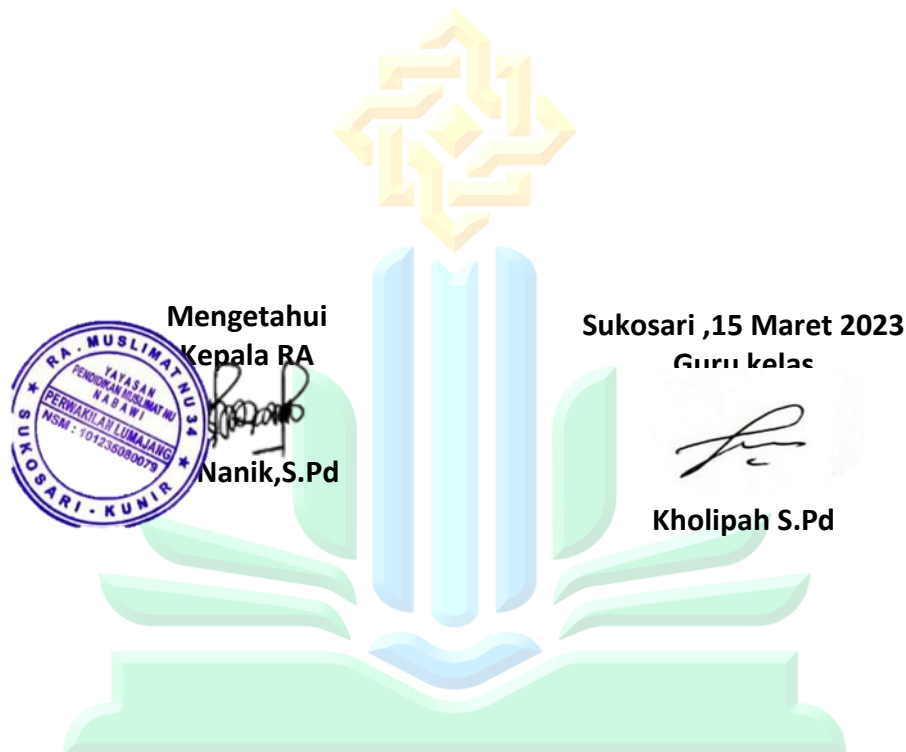 Mengetahui
Kepala RA
RA. MUSLIMAT NU 34
YAYASAN
PENDIDIKAN MUSLIMAT NU
NABAWI
PERWAKILAN LUMAJANG
NSM : 101235080079
SUKOSARI - KUNIR
Nanik,S.Pd
Sukosari ,15 Maret 2023
Guru kelas
Kholipah S.Pd